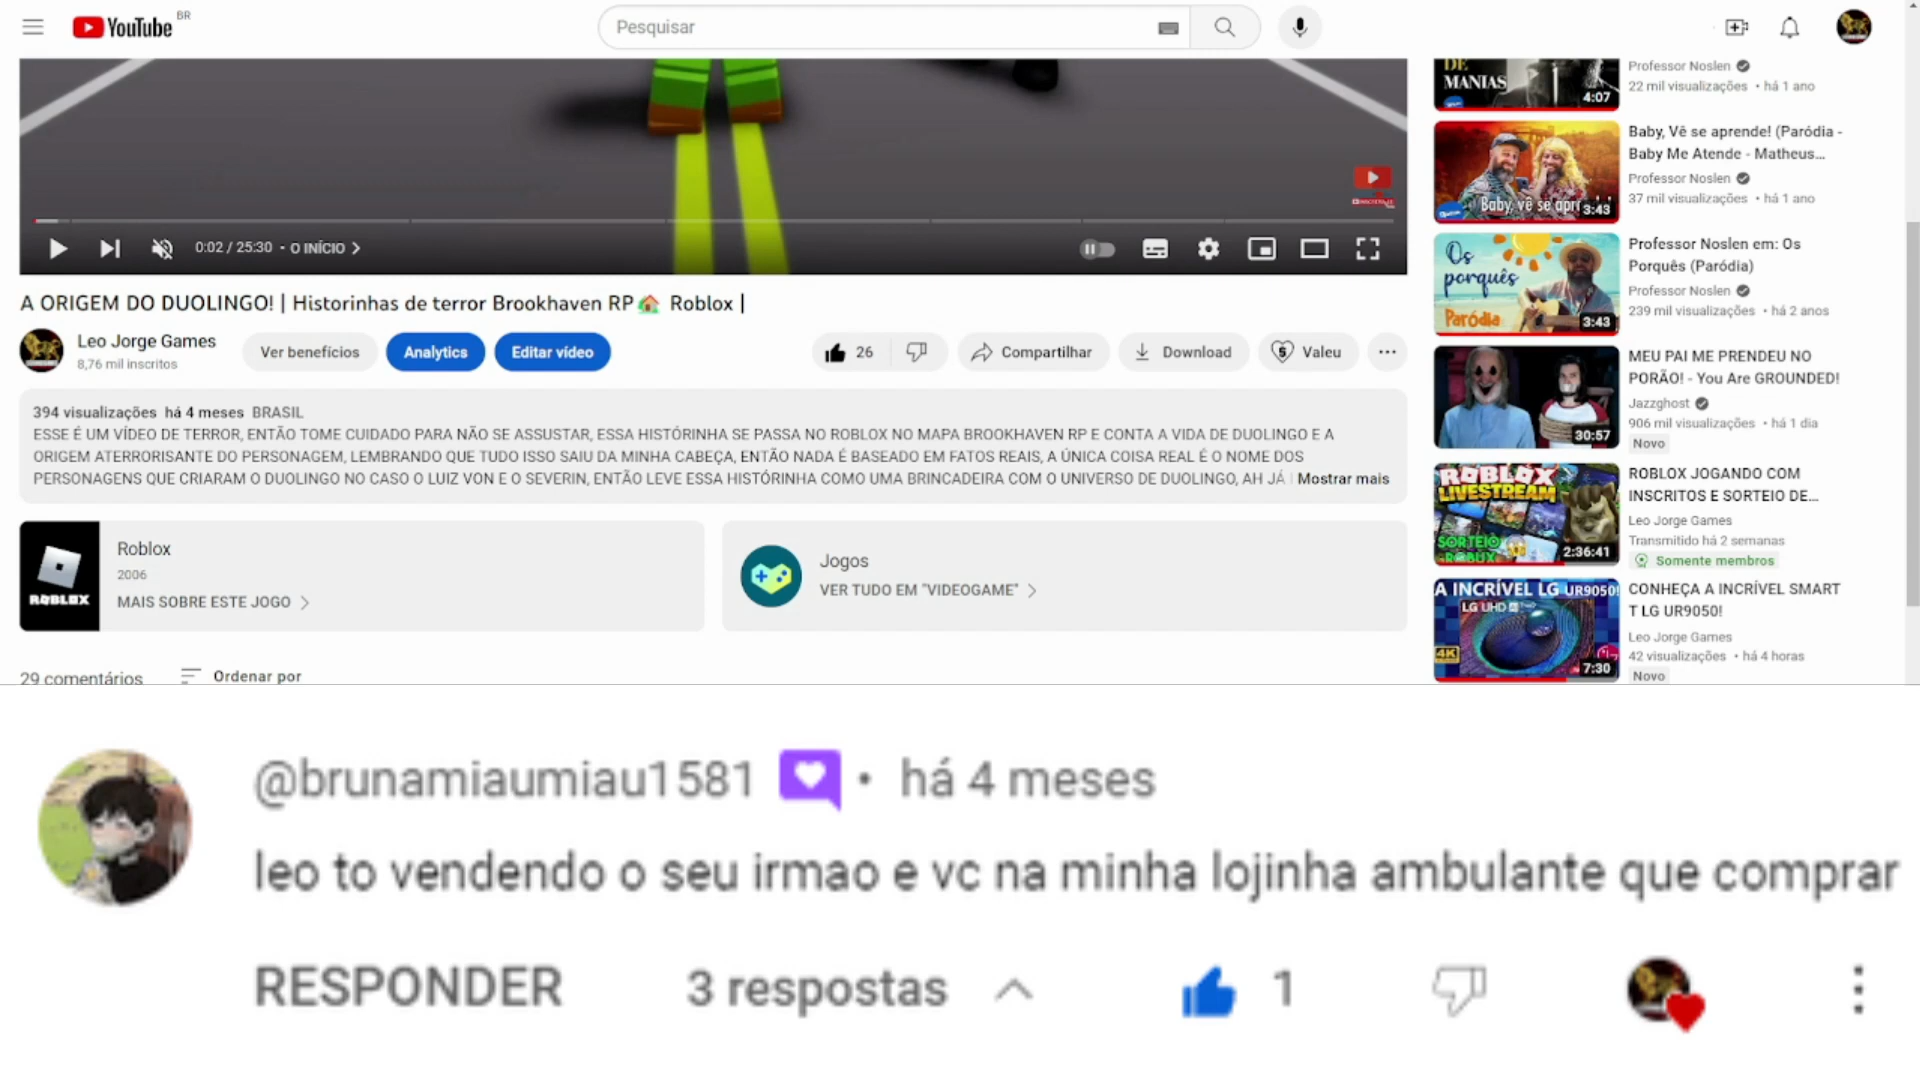 YouTube BR
Pesquisar
0:02 / 25:30 • O INÍCIO
A ORIGEM DO DUOLINGO! | Historinhas de terror Brookhaven RP🏠 Roblox |
Leo Jorge Games
8,76 mil inscritos
Ver benefícios
Analytics
Editar vídeo
26
Compartilhar
Download
Valeu
394 visualizações há 4 meses BRASIL
ESSE É UM VÍDEO DE TERROR, ENTÃO TOME CUIDADO PARA NÃO SE ASSUSTAR, ESSA HISTÓRINHA SE PASSA NO ROBLOX NO MAPA BROOKHAVEN RP E CONTA A VIDA DE DUOLINGO E A
ORIGEM ATERRORISANTE DO PERSONAGEM, LEMBRANDO QUE TUDO ISSO SAIU DA MINHA CABEÇA, ENTÃO NADA É BASEADO EM FATOS REAIS, A ÚNICA COISA REAL É O NOME DOS
PERSONAGENS QUE CRIARAM O DUOLINGO NO CASO O LUIZ VON E O SEVERIN, ENTÃO LEVE ESSA HISTÓRINHA COMO UMA BRINCADEIRA COM O UNIVERSO DE DUOLINGO, AH JÁ Mostrar mais
ROBLOX
Roblox
2006
MAIS SOBRE ESTE JOGO
Jogos
VER TUDO EM "VIDEOGAME"
29 comentários
Ordenar por
DE
MANIAS
4:07
Professor Noslen
22 mil visualizações • há 1 ano
Baby, vê se apr
3:43
Baby, Vê se aprende! (Paródia -
Baby Me Atende - Matheus...
Professor Noslen
37 mil visualizações • há 1 ano
Os
porquês
Paródia
3:43
Professor Noslen em: Os
Porquês (Paródia)
Professor Noslen
239 mil visualizações • há 2 anos
30:57
MEU PAI ME PRENDEU NO
PORÃO! - You Are GROUNDED!
Jazzghost
906 mil visualizações • há 1 dia
Novo
ROBLOX
LIVESTREAM
SORTEIO
ROBUX
2:36:41
ROBLOX JOGANDO COM
INSCRITOS E SORTEIO DE...
Leo Jorge Games
Transmitido há 2 semanas
Somente membros
A INCRÍVEL LG UR9050!
LG UHD
4K
7:30
CONHEÇA A INCRÍVEL SMART
T LG UR9050!
Leo Jorge Games
42 visualizações • há 4 horas
Novo
@brunamiaumiau1581 • há 4 meses
leo to vendendo o seu irmao e vc na minha lojinha ambulante que comprar
RESPONDER
3 respostas
1